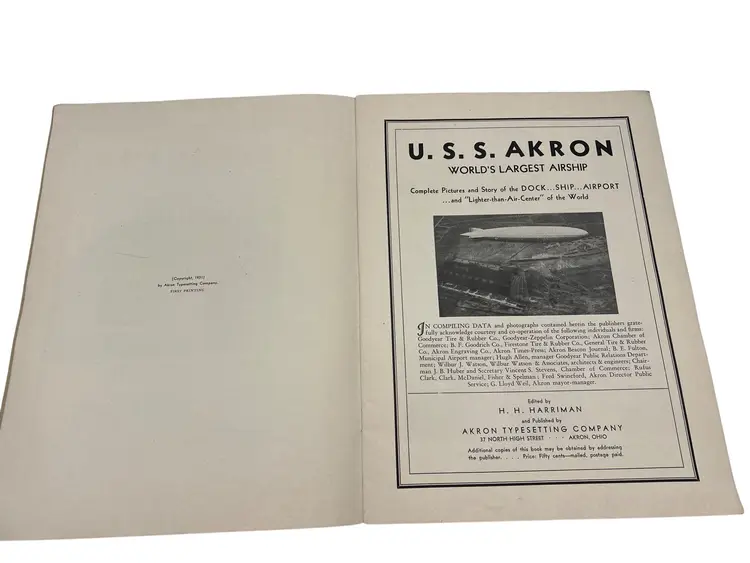 (Copyright, 1931)
by Akron Typesetting Company
FIRST PRINTING
U. S. S. AKRON
WORLD'S LARGEST AIRSHIP
Complete Pictures and Story of the DOCK...SHIP...AIRPORT
...and "Lighter-than-Air-Center" of the World
IN COMPILING DATA and photographs contained herein the publishers grate-
fully acknowledge courtesy and co-operation of the following individuals and firms:
Goodyear Tire & Rubber Co., Goodyear-Zeppelin Corporation; Akron Chamber of
Commerce; B. F. Goodrich Co., Firestone Tire & Rubber Co., General Tire & Rubber
Co., Akron Engraving Co., Akron Times-Press; Akron Beacon Journal; B. E. Fulton,
Municipal Airport manager; Hugh Allen, manager Goodyear Public Relations Depart-
ment; Wilbur J. Watson, Wilbur Watson & Associates, architects & engineers; Chair-
man J. B. Huber and Secretary Vincent S. Stevens, Chamber of Commerce; Rufus
Clark, Clark, McDaniel, Fisher & Spelman; Fred Swineford, Akron Director Public
Service; G. Lloyd Weil, Akron mayor-manager.
Edited by
H. H. HARRIMAN
and Published by
AKRON TYPESETTING COMPANY
37 NORTH HIGH STREET · · · AKRON, OHIO
Additional copies of this book may be obtained by addressing
the publisher. . . . Price: Fifty cents—mailed, postage paid.